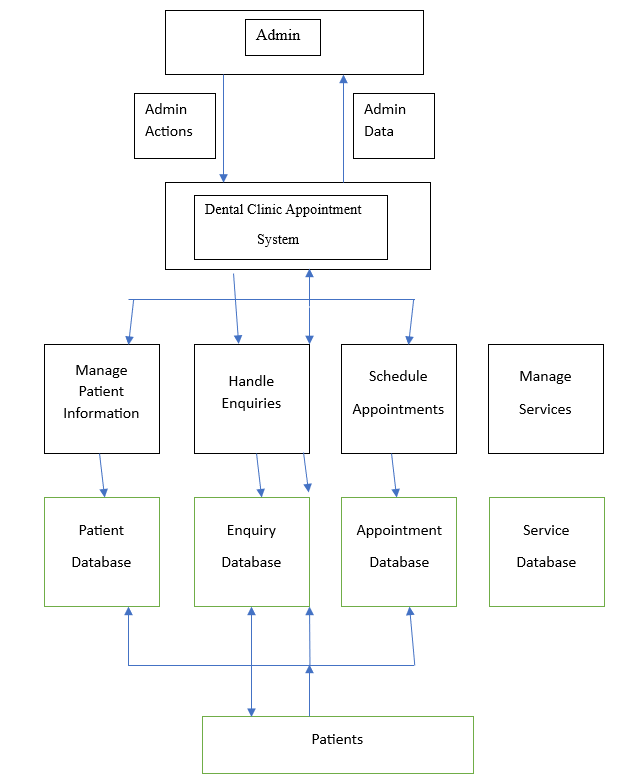 Admin
Admin
Actions
Admin
Data
Dental Clinic Appointment
System
Manage
Patient
Information
Handle
Enquiries
Schedule
Appointments
Manage
Services
Patient
Database
Enquiry
Database
Appointment
Database
Service
Database
Patients